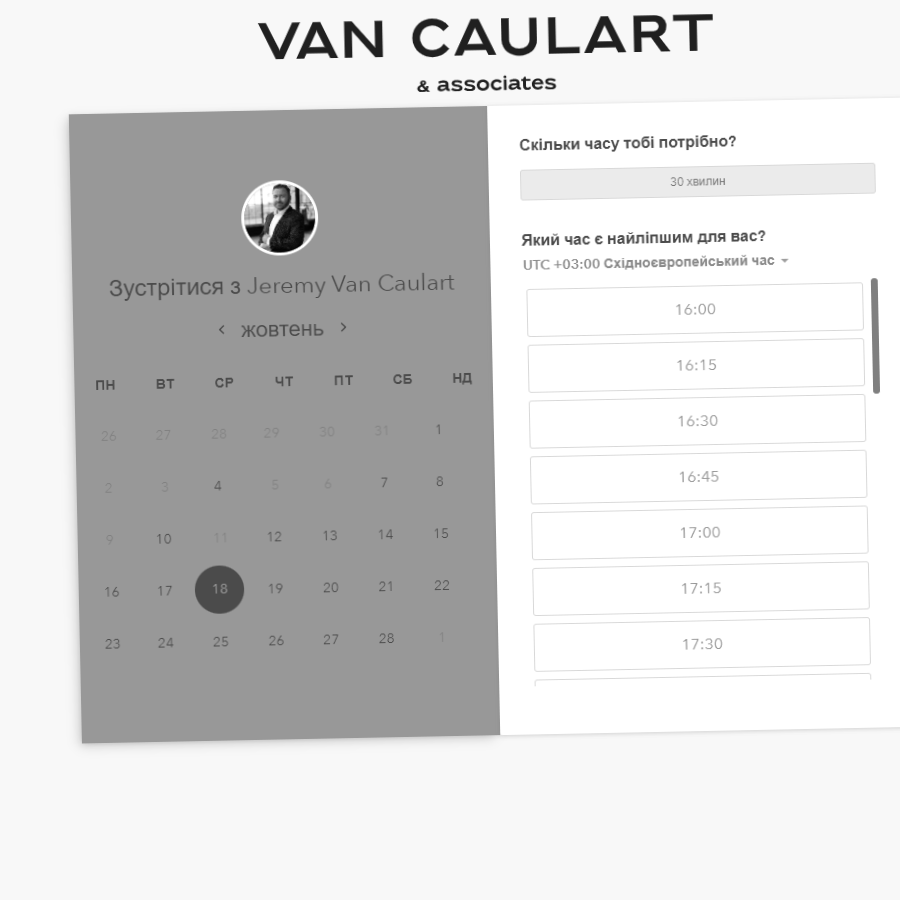 VAN CAULART
& associates
Зустрітися з Jeremy Van Caulart
жовтень
ПН ВТ СР ЧТ ПТ СБ НД
26 27 28 29 30 31 1
2 3 4 5 6 7 8
9 10 11 12 13 14 15
16 17 18 19 20 21 22
23 24 25 26 27 28 1
Скільки часу тобі потрібно?
30 хвилин
Який час є найліпшим для вас?
UTC +03:00 Східноєвропейський час
16:00
16:15
16:30
16:45
17:00
17:15
17:30